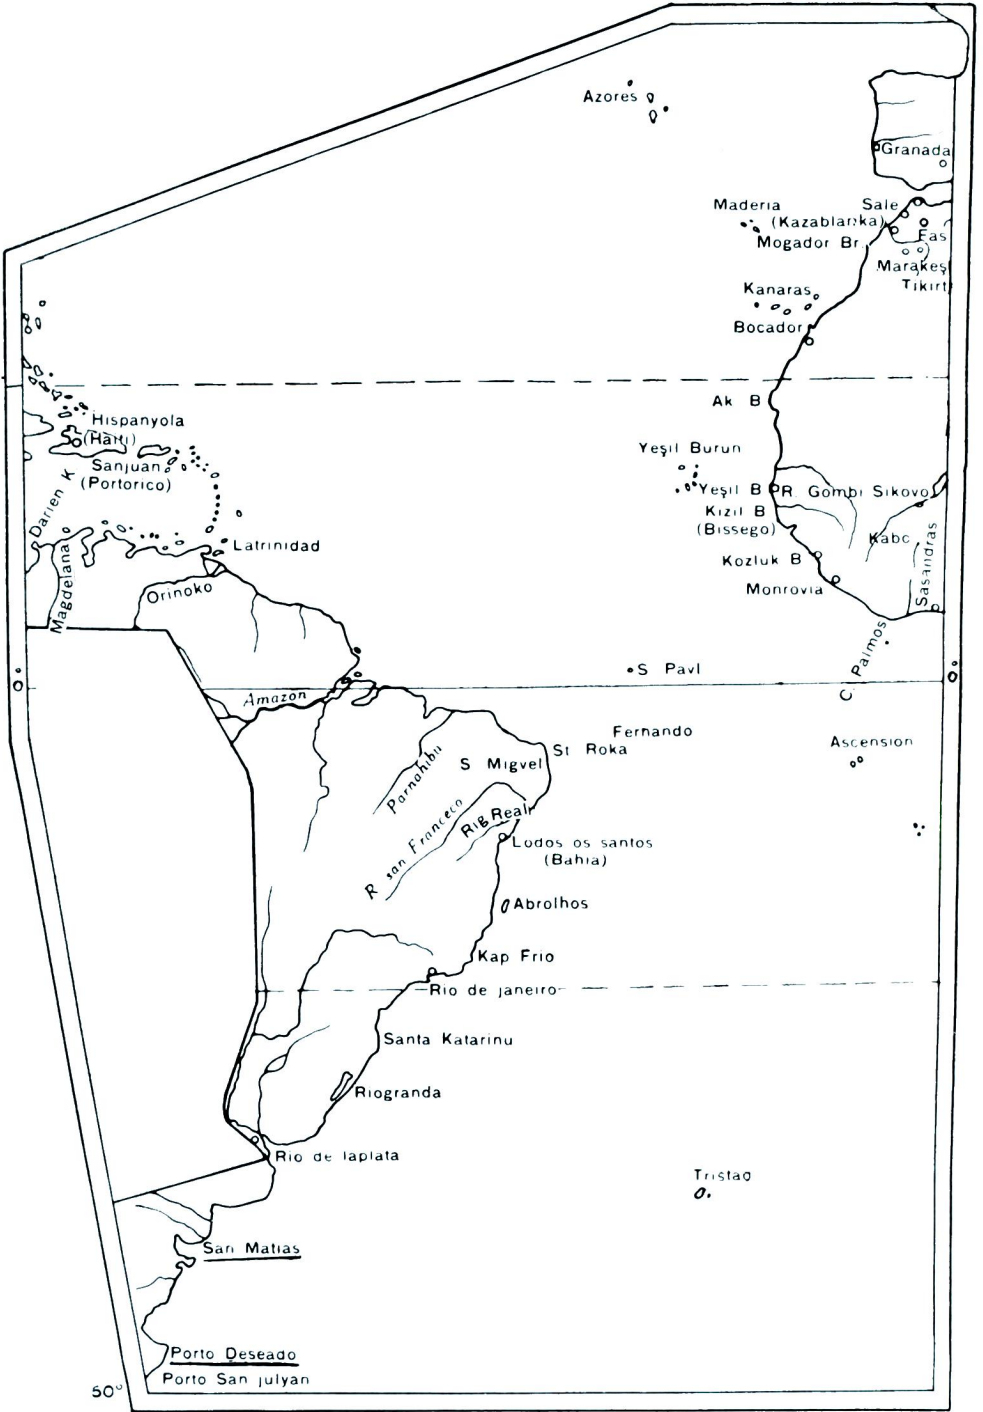 Azores
Granada
Maderia
Sale
(Kazablanka)
Mogador Br.
Fas
Marakeş
Tikirt
Kanaras
Bocador
Ak B
Hispanyola
(Haiti)
Sanjuan
(Portorico)
Darien K
Yeşil Burun
Yeşil B
R. Gombi Sikovo
Kizil B
(Bissego)
Kabc
Latrinidad
Kozluk B
Monrovia
Sasandras
Magdelana
Orinoko
C. Palmos
0
S Pavl
0
Amazon
Fernando
St Roka
Ascension
S Migvel
Parnahibu
R san Franceco
Rig Real
Lodos os santos
(Bahia)
Abrolhos
Kap Frio
Rio de janeiro
Santa Katarinu
Riogranda
Rio de laplata
Tristao
San Matias
Porto Deseado
Porto San julyan
50°